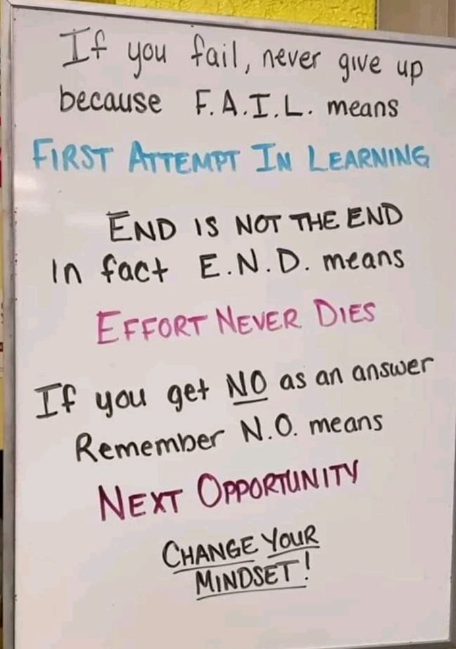 If you fail, never give up
because F.A.I.L. means
FIRST ATTEMPT IN LEARNING
END IS NOT THE END
In fact E.N.D. means
EFFORT NEVER DIES
If you get NO as an answer
Remember N.O. means
NEXT OPPORTUNITY
CHANGE YOUR
MINDSET!